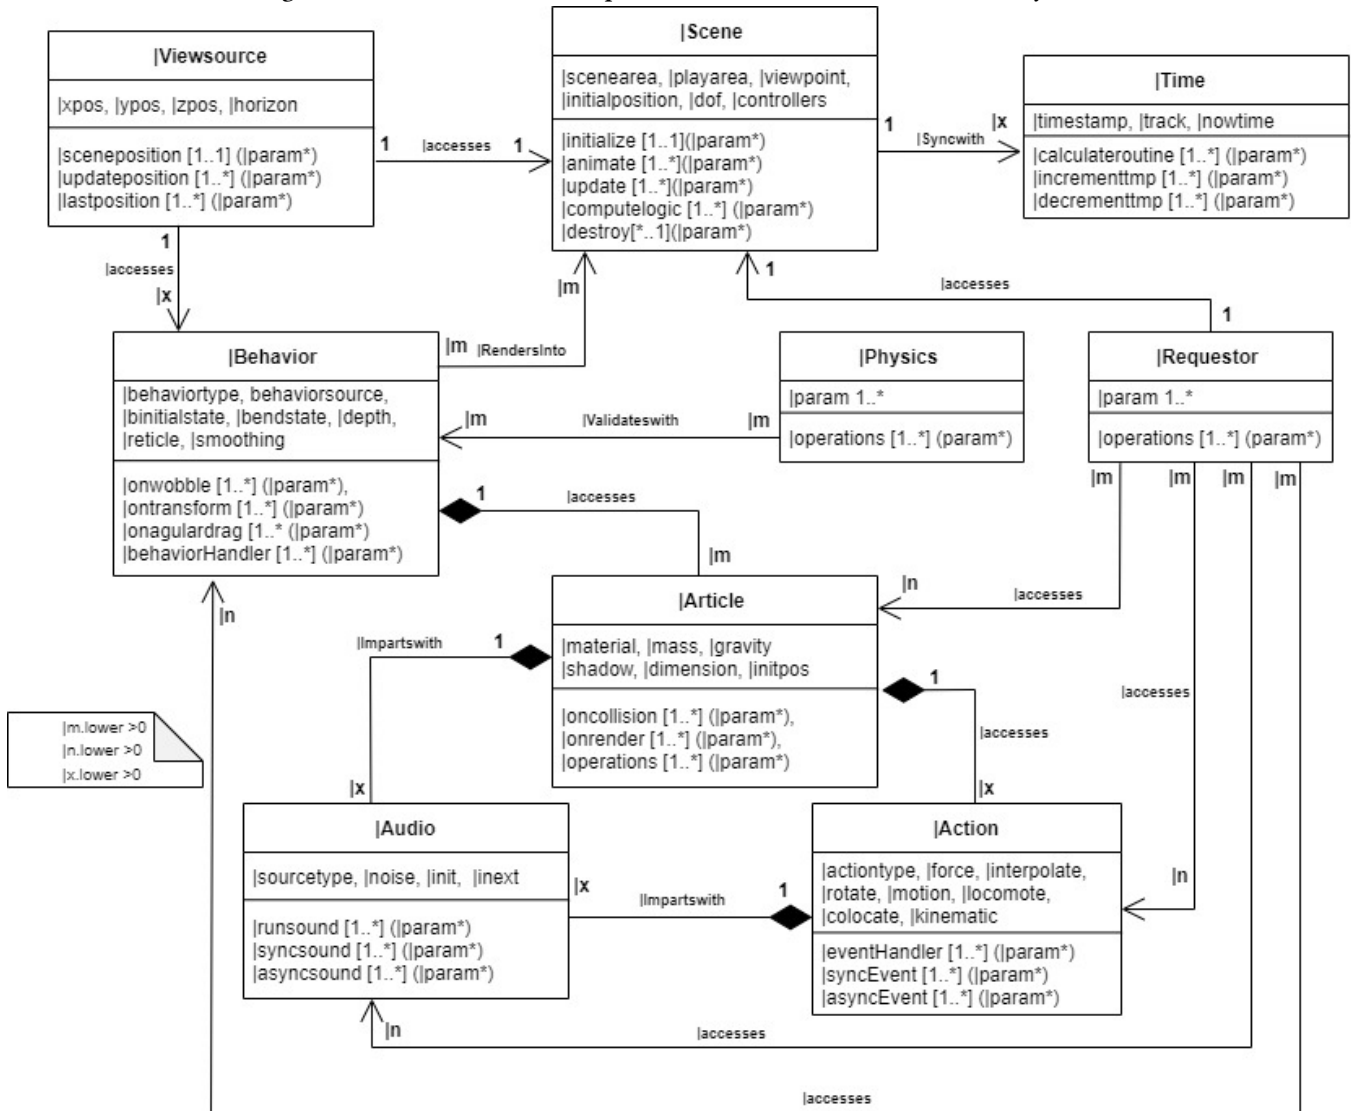 |Scene
|scenearea, |playarea, |viewpoint,
|initialposition, |dof, |controllers
|initialize [1..1](|param*)
|animate [1..*](|param*)
|update [1..*](|param*)
|computelogic [1..*] (|param*)
|destroy[*..1](|param*)
|Viewsource
|xpos, |ypos, |zpos, |horizon
|sceneposition [1..1] (|param*)
|updateposition [1..*] (|param*)
|lastposition [1..*] (|param*)
1 |accesses 1
|Time
|timestamp, |track, |nowtime
|calculateroutine [1..*] (|param*)
|incrementtmp [1..*] (|param*)
|decrementtmp [1..*] (|param*)
1 |Syncwith |x
1
|accesses
|x
|m
|m |RendersInto
1
|accesses
1
|Behavior
|behaviortype, behaviorsource,
|binitialstate, |bendstate, |depth,
|reticle, |smoothing
|onwobble [1..*] (|param*),
|ontransform [1..*] (|param*)
|onagulardrag [1..* (|param*)
|behaviorHandler [1..*] (|param*)
|Physics
|param 1..*
|operations [1..*] (param*)
|m |Validateswith |m
|Requestor
|param 1..*
|operations [1..*] (param*)
|m |m |m |m
1 |accesses
|m
|n |accesses
|Article
|material, |mass, |gravity
|shadow, |dimension, |initpos
|oncollision [1..*] (|param*),
|onrender [1..*] (|param*),
|operations [1..*] (|param*)
|n
|Impartswith 1
|x
1
|accesses
|x
|accesses
|n
|m.lower >0
|n.lower >0
|x.lower >0
|Audio
|sourcetype, |noise, |init, |inext
|runsound [1..*] (|param*)
|syncsound [1..*] (|param*)
|asyncsound [1..*] (|param*)
|x |Impartswith 1
|Action
|actiontype, |force, |interpolate,
|rotate, |motion, |locomote,
|colocate, |kinematic
|eventHandler [1..*] (|param*)
|syncEvent [1..*] (|param*)
|asyncEvent [1..*] (|param*)
|n |accesses
|accesses